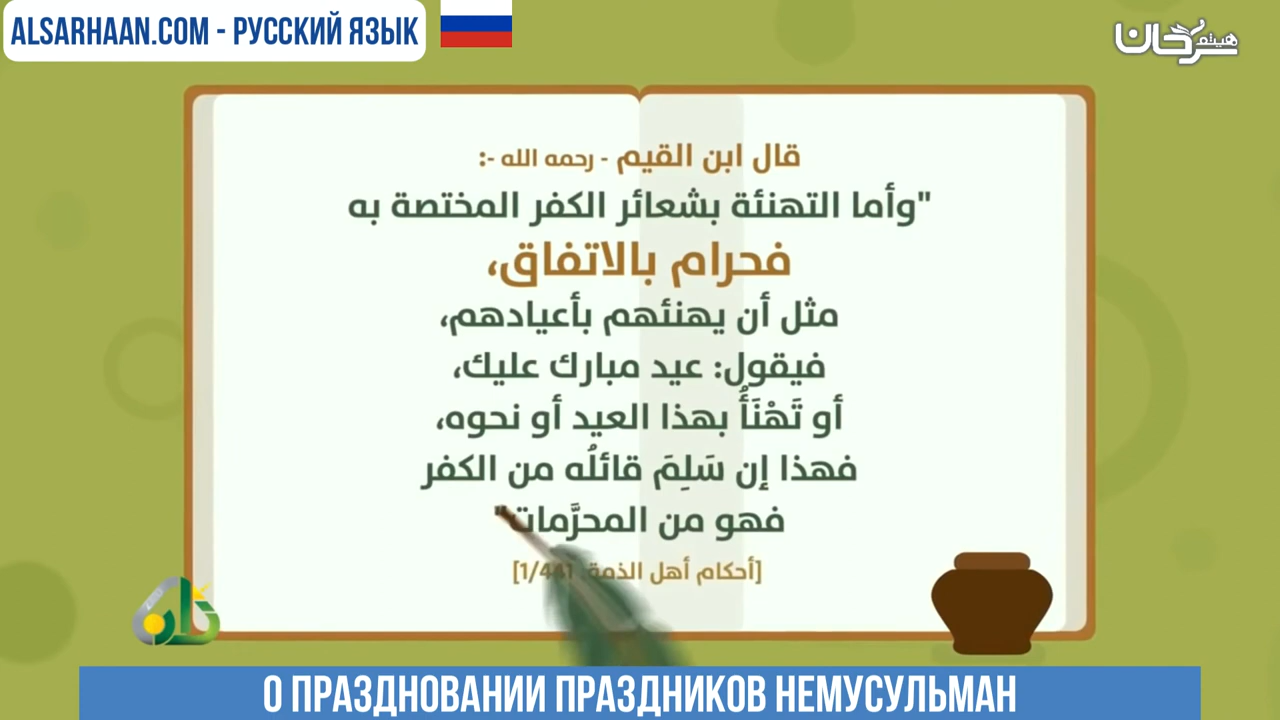 ALSARHAAN.COM - РУССКИЙ ЯЗЫК
هيثم سرحان
قال ابن القيم - رحمه الله -:
"وأما التهنئة بشعائر الكفر المختصة به
فحرام بالاتفاق،
مثل أن يهنئهم بأعيادهم،
فيقول: عيد مبارك عليك،
أو تَهْنَأُ بهذا العيد أو نحوه،
فهذا إن سَلِمَ قائلُه من الكفر
فهو من المحرَّمات"
[أحكام أهل الذمة 1/441]
О ПРАЗДНОВАНИИ ПРАЗДНИКОВ НЕМУСУЛЬМАН